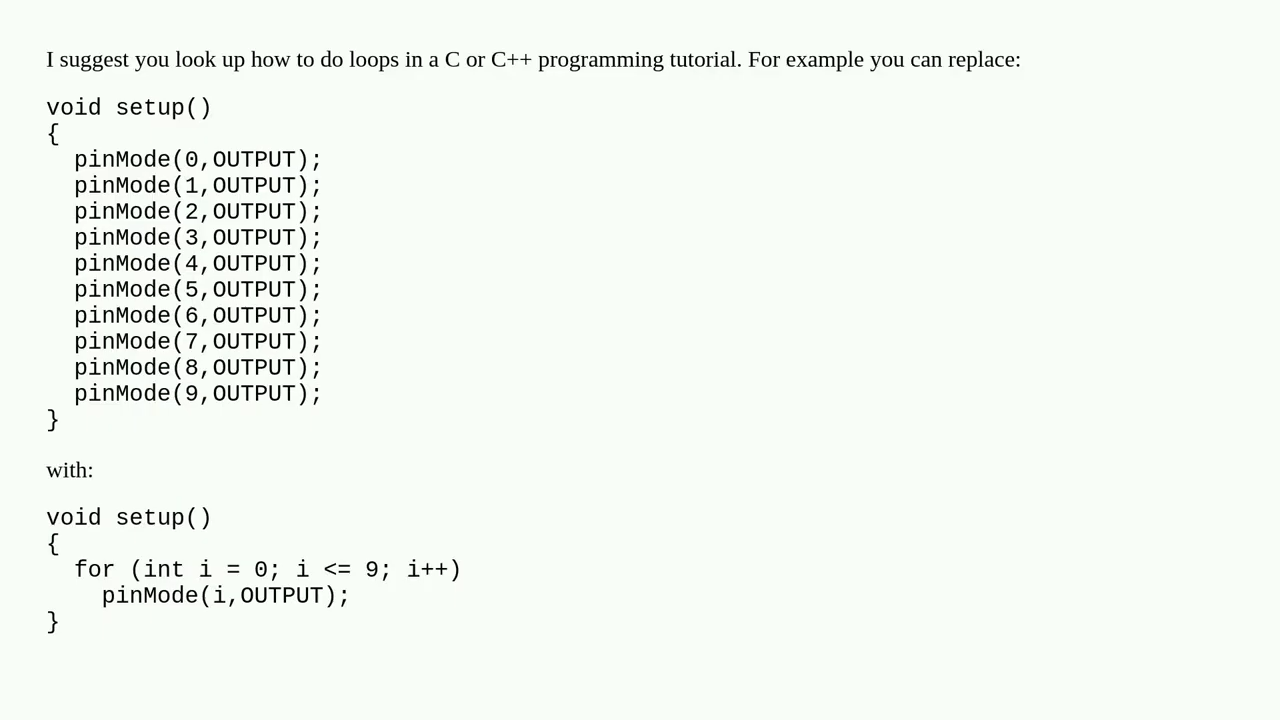 I suggest you look up how to do loops in a C or C++ programming tutorial. For example you can replace:
void setup()
{
  pinMode(0,OUTPUT);
  pinMode(1,OUTPUT);
  pinMode(2,OUTPUT);
  pinMode(3,OUTPUT);
  pinMode(4,OUTPUT);
  pinMode(5,OUTPUT);
  pinMode(6,OUTPUT);
  pinMode(7,OUTPUT);
  pinMode(8,OUTPUT);
  pinMode(9,OUTPUT);
}
with:
void setup()
{
  for (int i = 0; i <= 9; i++)
    pinMode(i,OUTPUT);
}